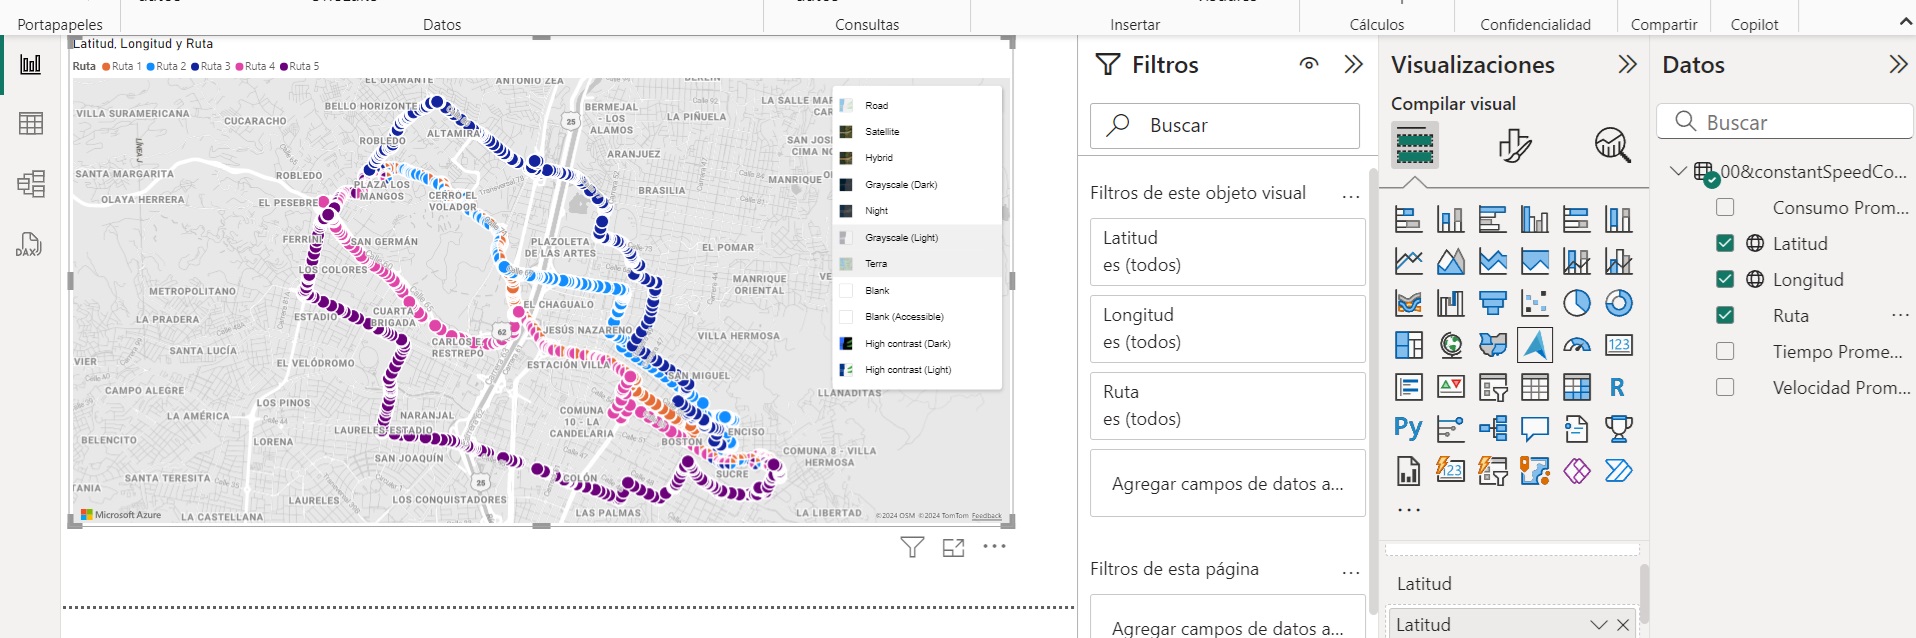 Portapapeles
Datos
Consultas
Insertar
Cálculos
Confidencialidad
Compartir
Copilot
Latitud, Longitud y Ruta
Ruta Ruta 1 Ruta 2 Ruta 3 Ruta 4 Ruta 5
EL DIAMANTE
ANTONIO ZEA
BELLO HORIZONTE
VILLA SURAMERICANA
CUCARACHO
BERMEJAL
- LOS
ALAMOS
LA PIÑUELA
ALTAMIRA
ROBLEDO
ARANJUEZ
SANTA MARGARITA
ROBLEDO
PLAZA LOS
MANGOS
CERRO EL
VOLADOR
BRASILIA
MANRIQUE
OLAYA HERRERA
EL PESEBRE
SAN GERMÁN
PLAZOLETA
DE LAS ARTES
EL POMAR
LOS COLORES
MANRIQUE
ORIENTAL
METROPOLITANO
EL CHAGUALO
ESTADIO
CUARTA
BRIGADA
LA PRADERA
JESÚS NAZARENO
VILLA HERMOSA
62
25
SANTA LUCÍA
CARLOS E
RESTREPO
EL VELÓDROMO
ESTACIÓN VILLA
SAN MIGUEL
CAMPO ALEGRE
LLANADITAS
LOS PINOS
LA AMÉRICA
NARANJAL
COMUNA
10 - LA
CANDELARIA
LAURELES ESTADIO
BELENCITO
LORENA
BOSTON
SAN JOAQUÍN
COMUNA 8 - VILLA
HERMOSA
SUCRE
SANTA TERESITA
COLÓN
25
LAURELES
LOS CONQUISTADORES
LA CASTELLANA
LAS PALMAS
LA LIBERTAD
Microsoft Azure
©2024 OSM ©2024 TomTom Feedback
Road
Satellite
Hybrid
Grayscale (Dark)
Night
Grayscale (Light)
Terra
Blank
Blank (Accessible)
High contrast (Dark)
High contrast (Light)
Filtros
Buscar
Filtros de este objeto visual ...
Latitud
es (todos)
Longitud
es (todos)
Ruta
es (todos)
Agregar campos de datos a...
Filtros de esta página ...
Agregar campos de datos a...
Visualizaciones
Compilar visual
123
R
Py
123
...
Latitud
Latitud
Datos
Buscar
00&constantSpeedCo...
Consumo Prom...
Latitud
Longitud
Ruta ...
Tiempo Prome...
Velocidad Prom...
DAX